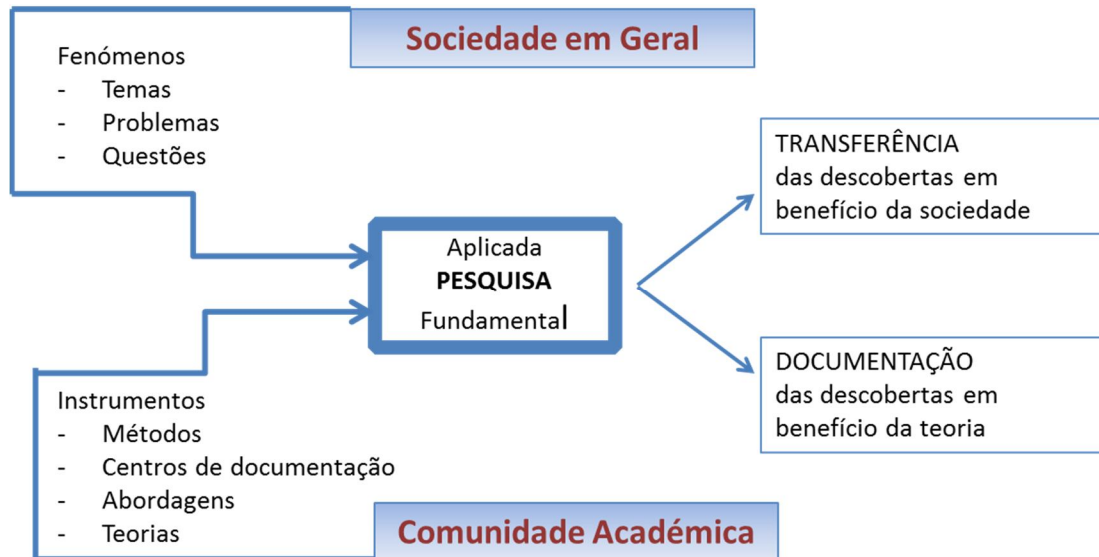 Sociedade em Geral
Fenómenos
- Temas
- Problemas
- Questões
Aplicada
PESQUISA
Fundamental
TRANSFERÊNCIA
das descobertas em
benefício da sociedade
DOCUMENTAÇÃO
das descobertas em
benefício da teoria
Instrumentos
- Métodos
- Centros de documentação
- Abordagens
- Teorias
Comunidade Académica